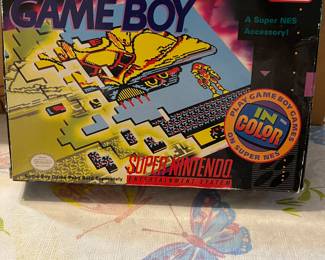 GAME BOY
A Super NES
Accessory!
PLAY GAME BOY GAMES
IN
COLOR
ON SUPER NES
SUPER NINTENDO
ENTERTAINMENT SYSTEM